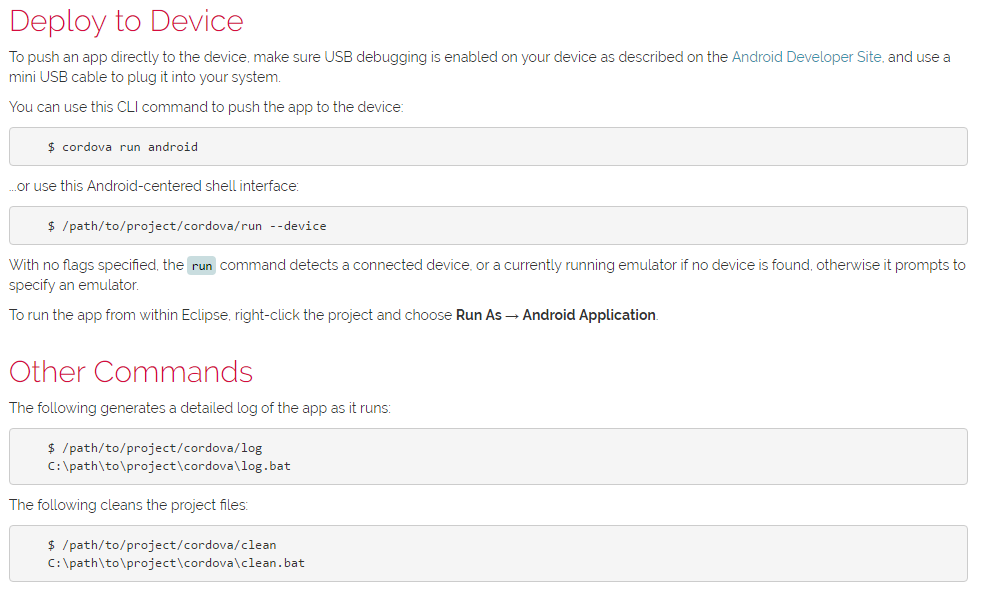 Deploy to Device
To push an app directly to the device, make sure USB debugging is enabled on your device as described on the Android Developer Site, and use a
mini USB cable to plug it into your system.
You can use this CLI command to push the app to the device:
$ cordova run android
...or use this Android-centered shell interface:
$ /path/to/project/cordova/run --device
With no flags specified, the run command detects a connected device, or a currently running emulator if no device is found, otherwise it prompts to
specify an emulator.
To run the app from within Eclipse, right-click the project and choose Run As → Android Application.
Other Commands
The following generates a detailed log of the app as it runs:
$ /path/to/project/cordova/log
C:\path\to\project\cordova\log.bat
The following cleans the project files:
$ /path/to/project/cordova/clean
C:\path\to\project\cordova\clean.bat